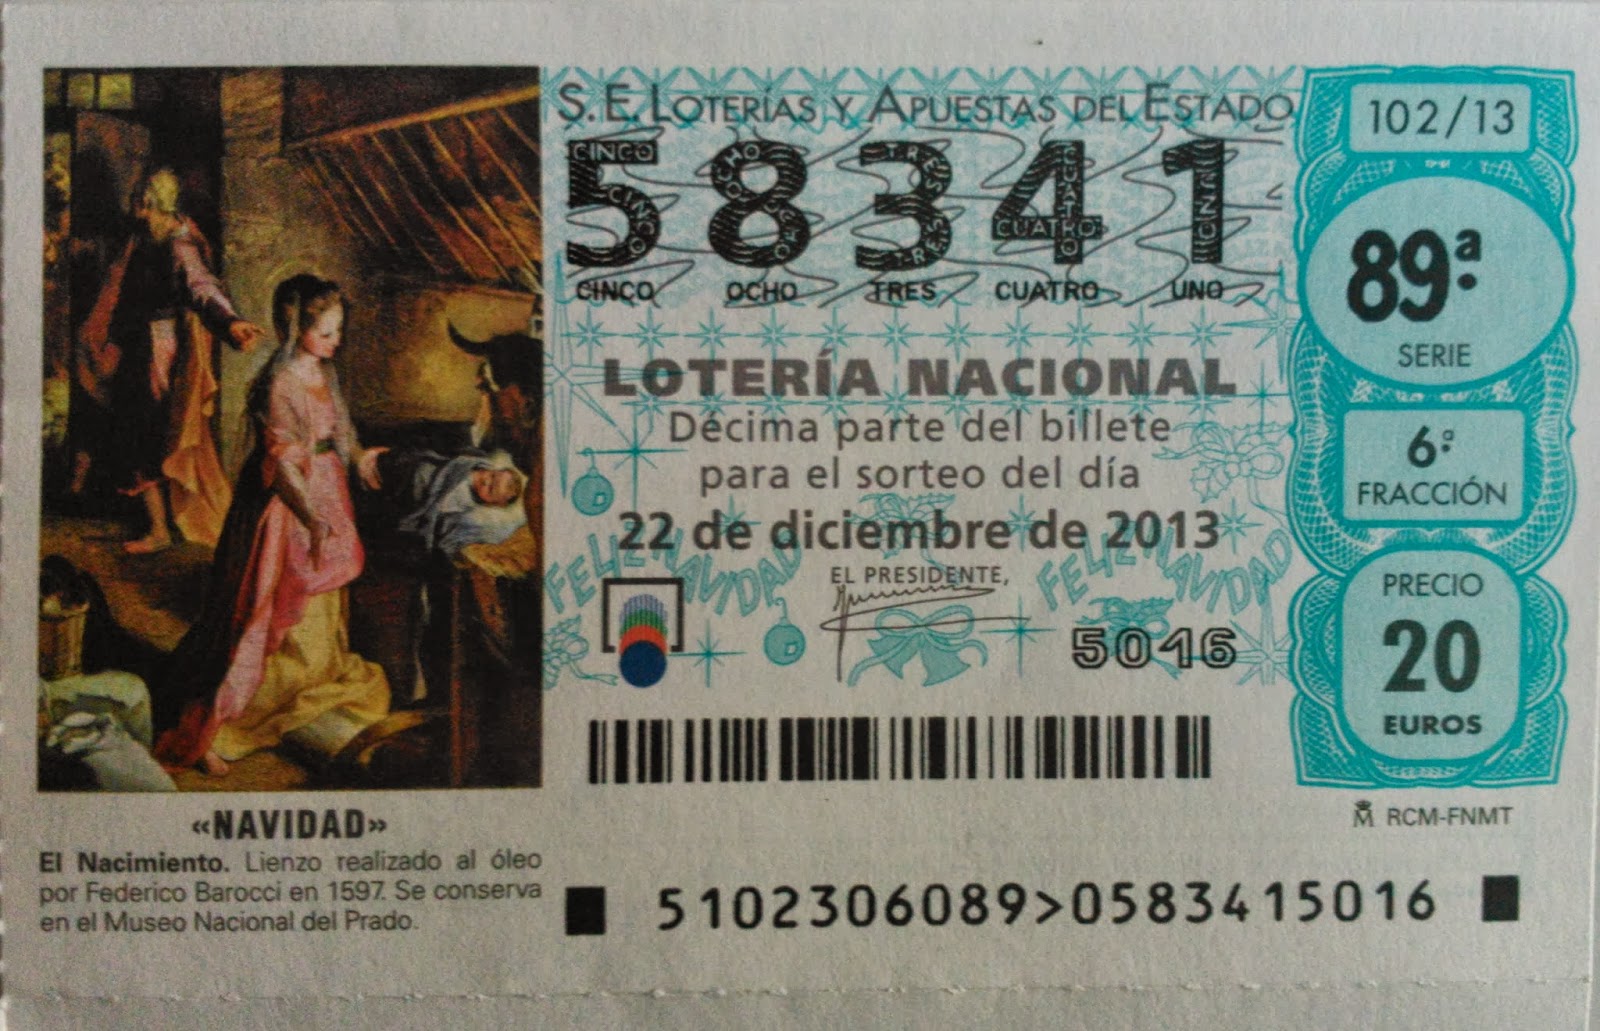 S.E. LOTERÍAS Y APUESTAS DEL ESTADO
58341
CINCO OCHO TRES CUATRO UNO
LOTERÍA NACIONAL
Décima parte del billete
para el sorteo del día
22 de diciembre de 2013
FELIZ NAVIDAD FELIZ NAVIDAD
EL PRESIDENTE,
5016
102/13
89ª
SERIE
6ª
FRACCIÓN
PRECIO
20
EUROS
M RCM-FNMT
«NAVIDAD»
El Nacimiento. Lienzo realizado al óleo
por Federico Barocci en 1597. Se conserva
en el Museo Nacional del Prado.
5102306089>0583415016